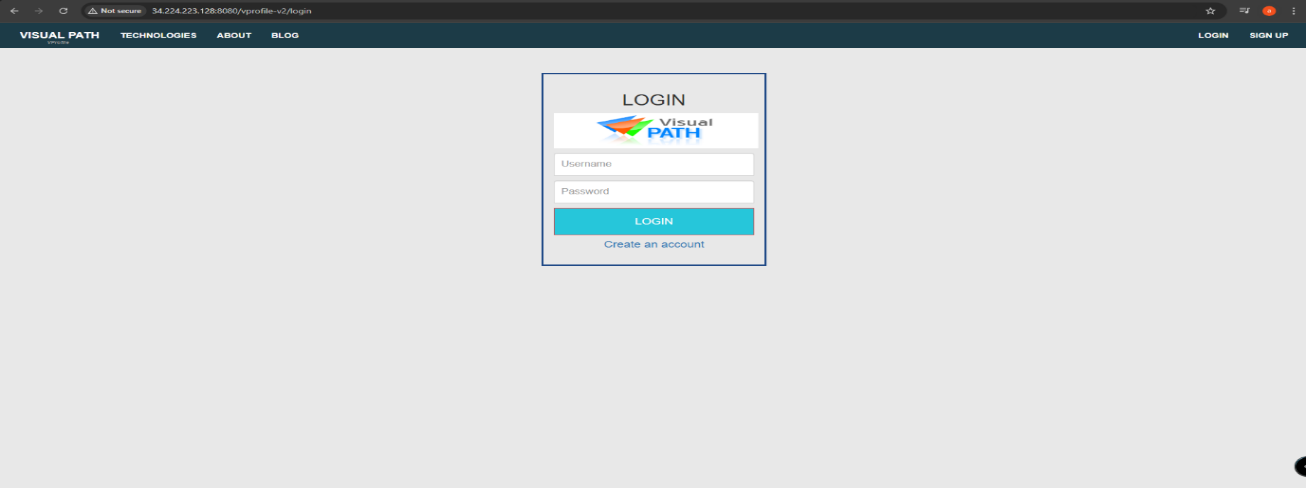 Not secure 34.224.223.128:8080/vprofile-v2/login
VISUAL PATH TECHNOLOGIES ABOUT BLOG LOGIN SIGN UP
LOGIN
Visual
PATH
Username
Password
LOGIN
Create an account